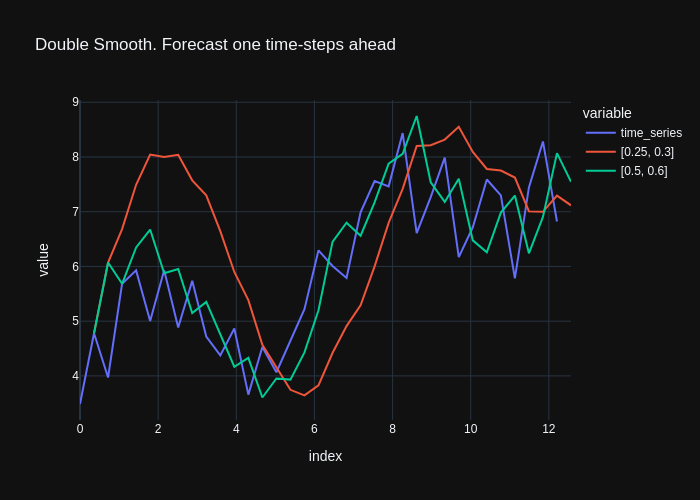 Double Smooth. Forecast one time-steps ahead
variable
time_series
[0.25, 0.3]
[0.5, 0.6]
value
9
8
7
6
5
4
0 2 4 6 8 10 12
index